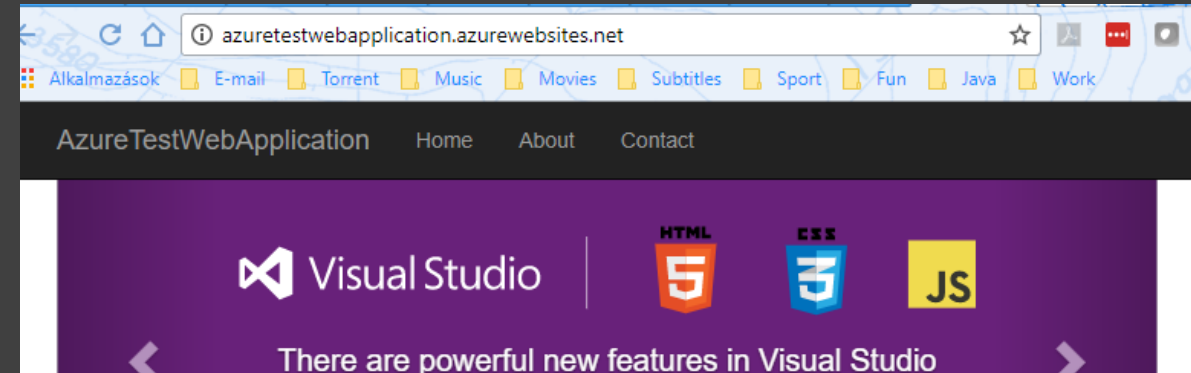 azuretestwebapplication.azurewebsites.net
Alkalmazások E-mail Torrent Music Movies Subtitles Sport Fun Java Work
AzureTestWebApplication Home About Contact
HTML CSS
Visual Studio 5 3 JS
There are powerful new features in Visual Studio